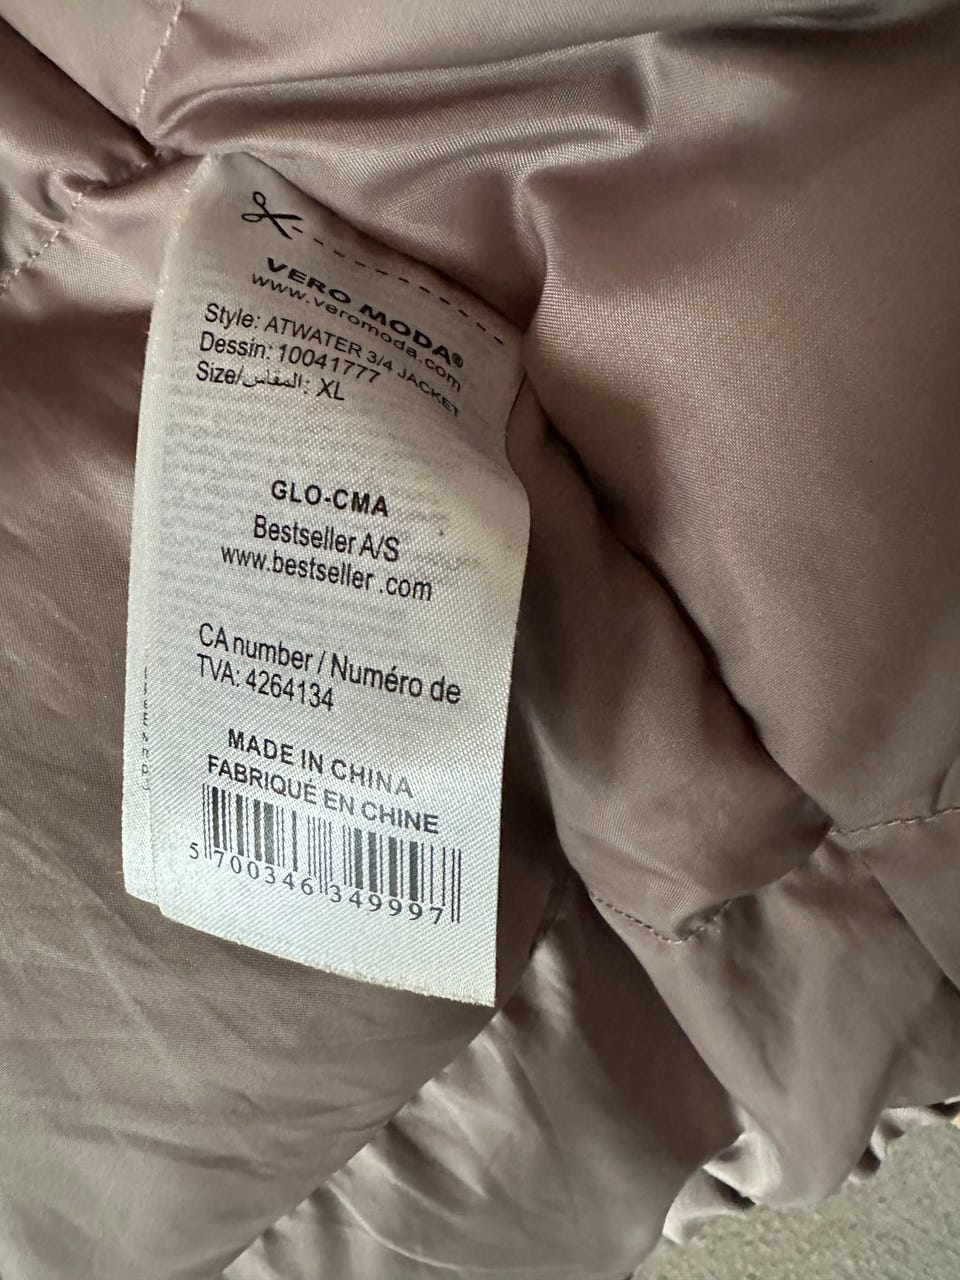 VERO MODA®
www.veromoda.com
Style: ATWATER 3/4 JACKET
Dessin: 10041777
Size/المقاس: XL
GLO-CMA
Bestseller A/S
www.bestseller .com
CA number / Numéro de
TVA: 4264134
MADE IN CHINA
FABRIQUÉ EN CHINE
5 700346 349997